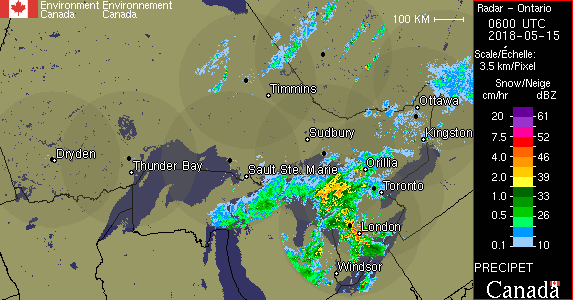 Environment Environnement
Canada Canada
100 KM
Timmins
Ottawa
Sudbury
Kingston
Dryden
Thunder Bay
Sault Ste. Marie
Orillia
Toronto
London
Windsor
Radar - Ontario
0600 UTC
2018-05-15
Scale/Échelle:
3.5 km/Pixel
Snow/Neige
cm/hr dBZ
20 61
7.5 52
4.0 46
2.0 39
1.0 33
0.5 26
0.1 10
PRECIPET
Canada